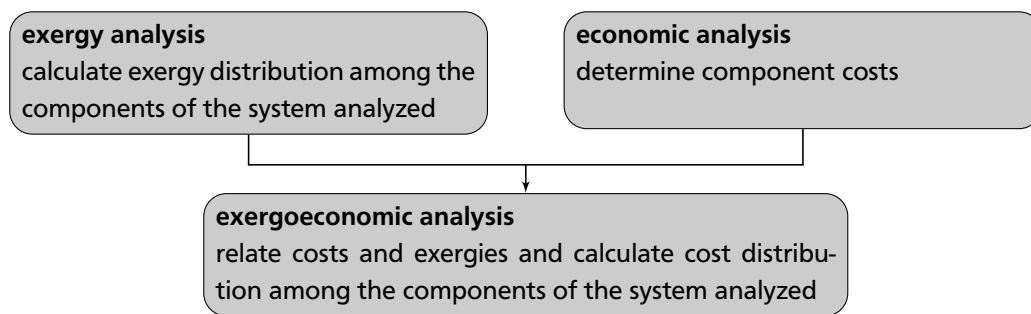 exergy analysis
calculate exergy distribution among the
components of the system analyzed
economic analysis
determine component costs
exergoeconomic analysis
relate costs and exergies and calculate cost distribu-
tion among the components of the system analyzed